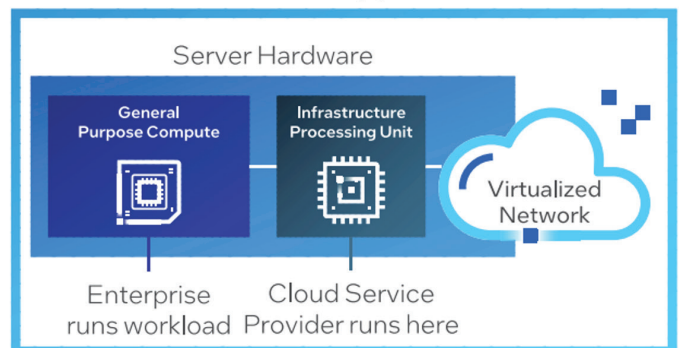 Server Hardware
General
Purpose Compute
Infrastructure
Processing Unit
Virtualized
Network
Enterprise
runs workload
Cloud Service
Provider runs here